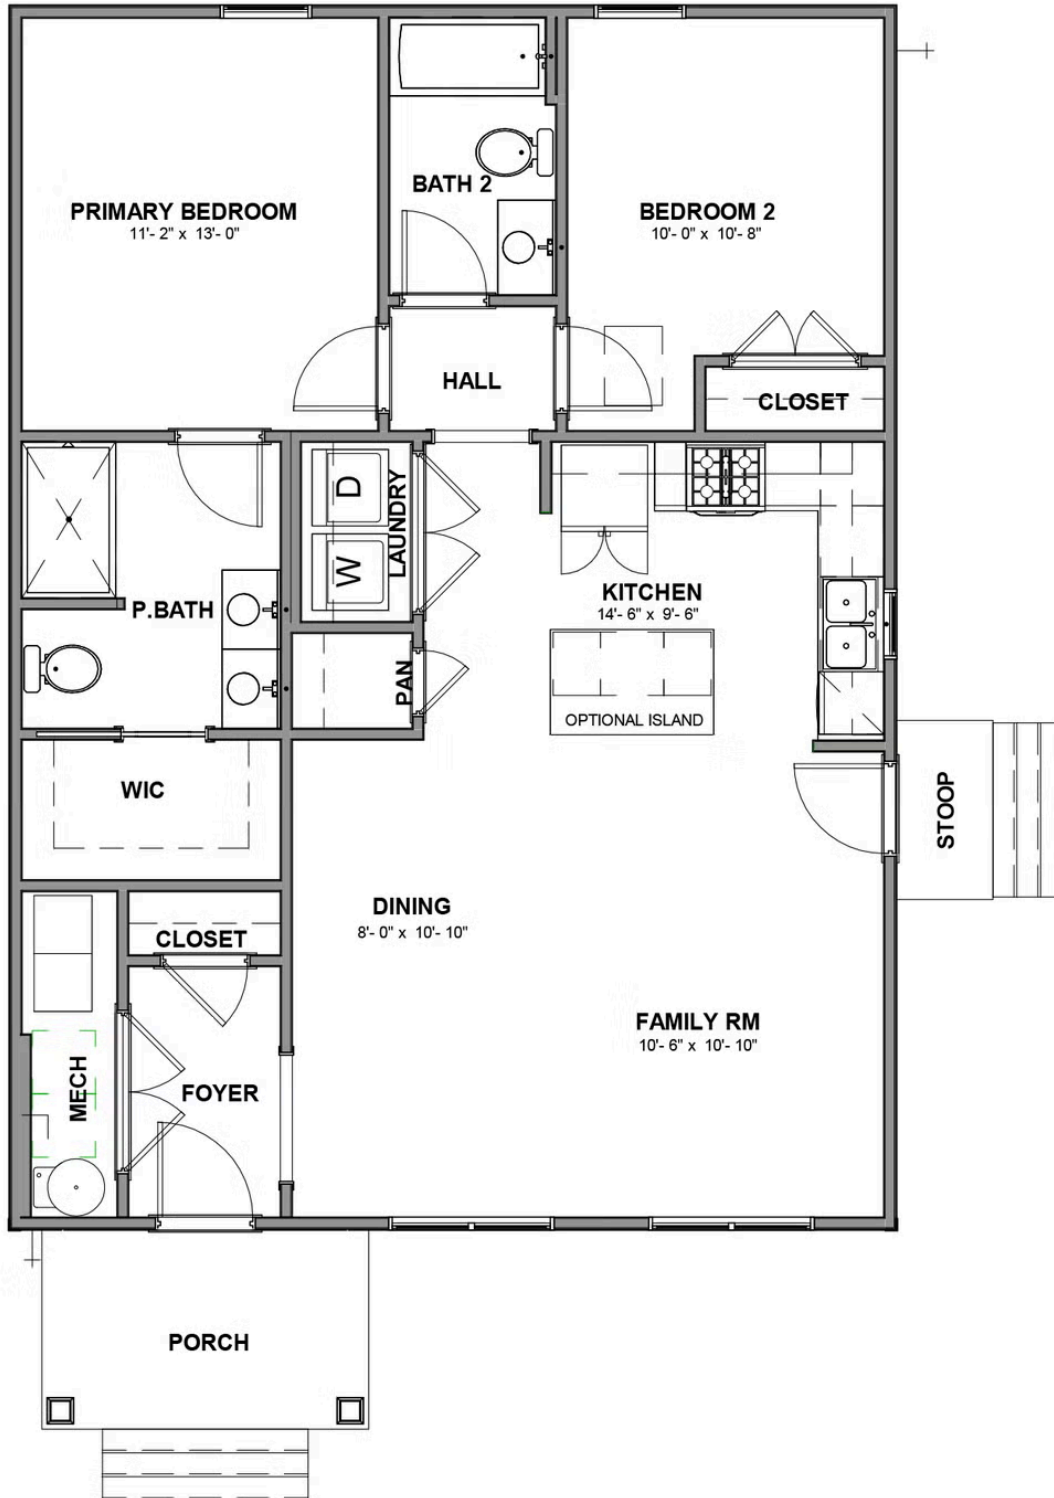 BATH 2
PRIMARY BEDROOM
11'- 2" x 13'- 0"
BEDROOM 2
10'- 0" x 10'- 8"
HALL
CLOSET
D
W
LAUNDRY
KITCHEN
14'- 6" x 9'- 6"
P.BATH
PAN
OPTIONAL ISLAND
WIC
STOOP
DINING
8'- 0" x 10'- 10"
CLOSET
FAMILY RM
10'- 6" x 10'- 10"
MECH
FOYER
PORCH